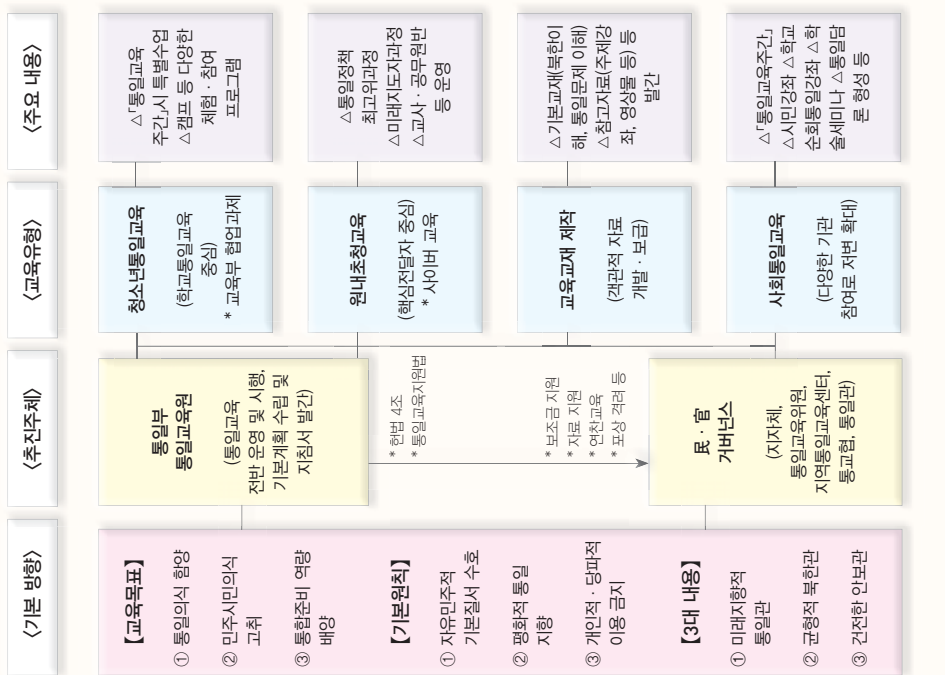 〈기본 방향〉
【교육목표】
① 통일의식 함양
② 민주시민의식
고취
③ 통합준비 역량
배양
【기본원칙】
① 자유민주적
기본질서 수호
② 평화적 통일
지향
③ 개인적 · 당파적
이용 금지
【3대 내용】
① 미래지향적
통일관
② 균형적 북한관
③ 건전한 안보관
〈추진주체〉
통일부
통일교육원
(통일교육
전반 운영 및 시행,
기본계획 수립 및
지침서 발간)
* 헌법 4조
* 통일교육지원법
* 보조금 지원
* 자료 지원
* 연찬교육
* 포상 격려 등
民 · 官
거버넌스
(지자체,
통일교육위원,
지역통일교육센터,
통교협, 통일관)
〈교육유형〉
청소년통일교육
(학교통일교육
중심)
* 교육부 협업과제
원내초청교육
(핵심전달자 중심)
* 사이버 교육
교육교재 제작
(객관적 자료
개발 · 보급)
사회통일교육
(다양한 기관
참여로 저변 확대)
〈주요 내용〉
△「통일교육
주간」시 특별수업
△캠프 등 다양한
체험 · 참여
프로그램
△통일정책
최고위과정
△미래지도자과정
△교사 · 공무원반
등 운영
△기본교재(북한이
해, 통일문제 이해)
△참고자료(주제강
좌, 영상물 등) 등
발간
△「통일교육주간」
△시민강좌 △학교
순회통일강좌 △학
술세미나 △통일담
론 형성 등